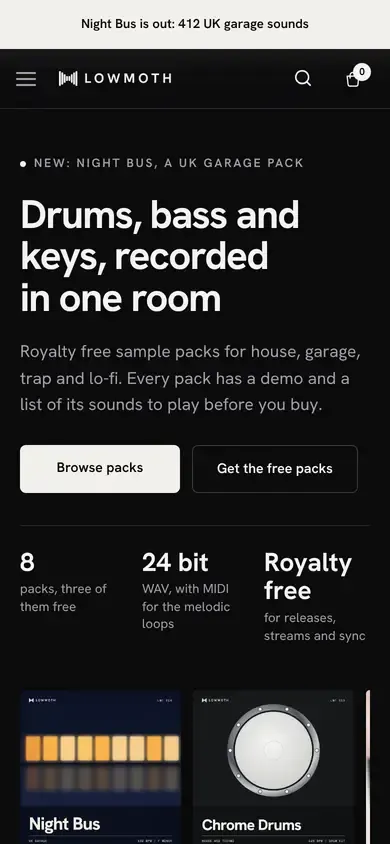 Night Bus is out: 412 UK garage sounds
LOWMOTH
0
NEW: NIGHT BUS, A UK GARAGE PACK
Drums, bass and
keys, recorded
in one room
Royalty free sample packs for house, garage,
trap and lo-fi. Every pack has a demo and a
list of its sounds to play before you buy.
Browse packs
Get the free packs
8
packs, three of
them free
24 bit
WAV, with MIDI
for the melodic
loops
Royalty
free
for releases,
streams and sync
LOWMOTH
LOWMOTH
Night Bus
Chrome Drums